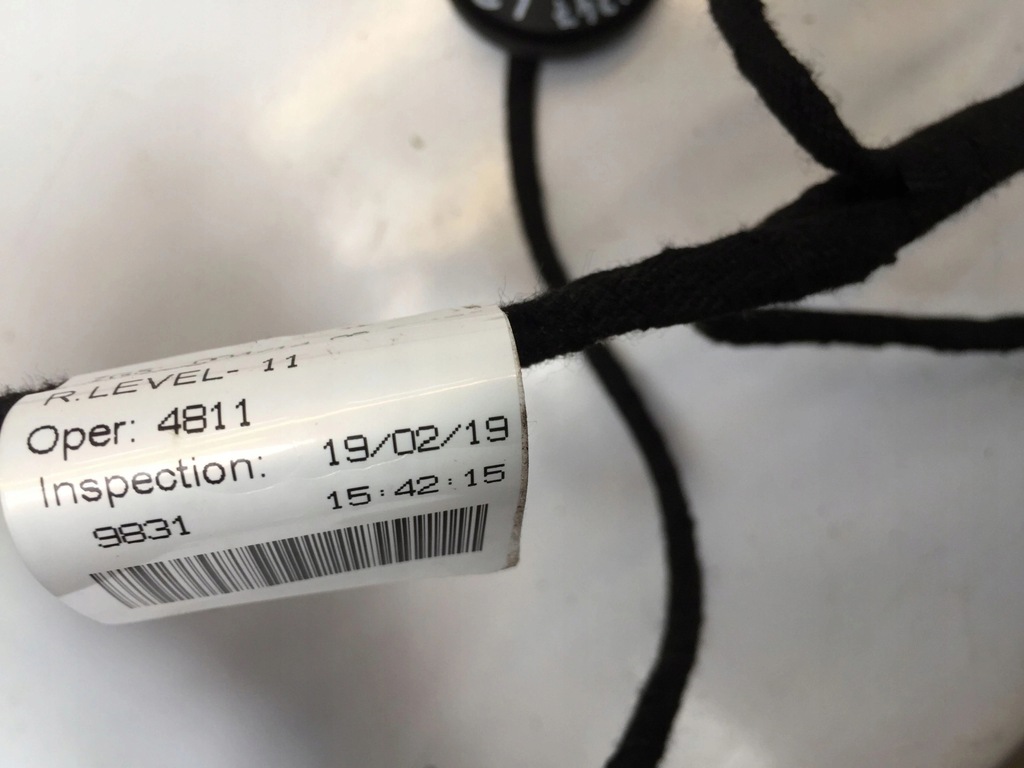 R.LEVEL- 11
Oper: 4811
Inspection: 19/02/19
9831 15:42:15